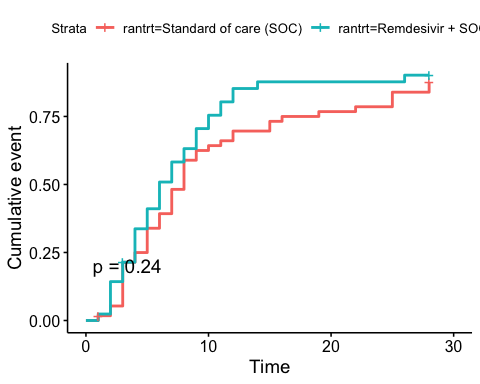 Strata rantrt=Standard of care (SOC) rantrt=Remdesivir + SO
Cumulative event
0.75
0.50
0.25
0.00
p = 0.24
0 10 20 30
Time